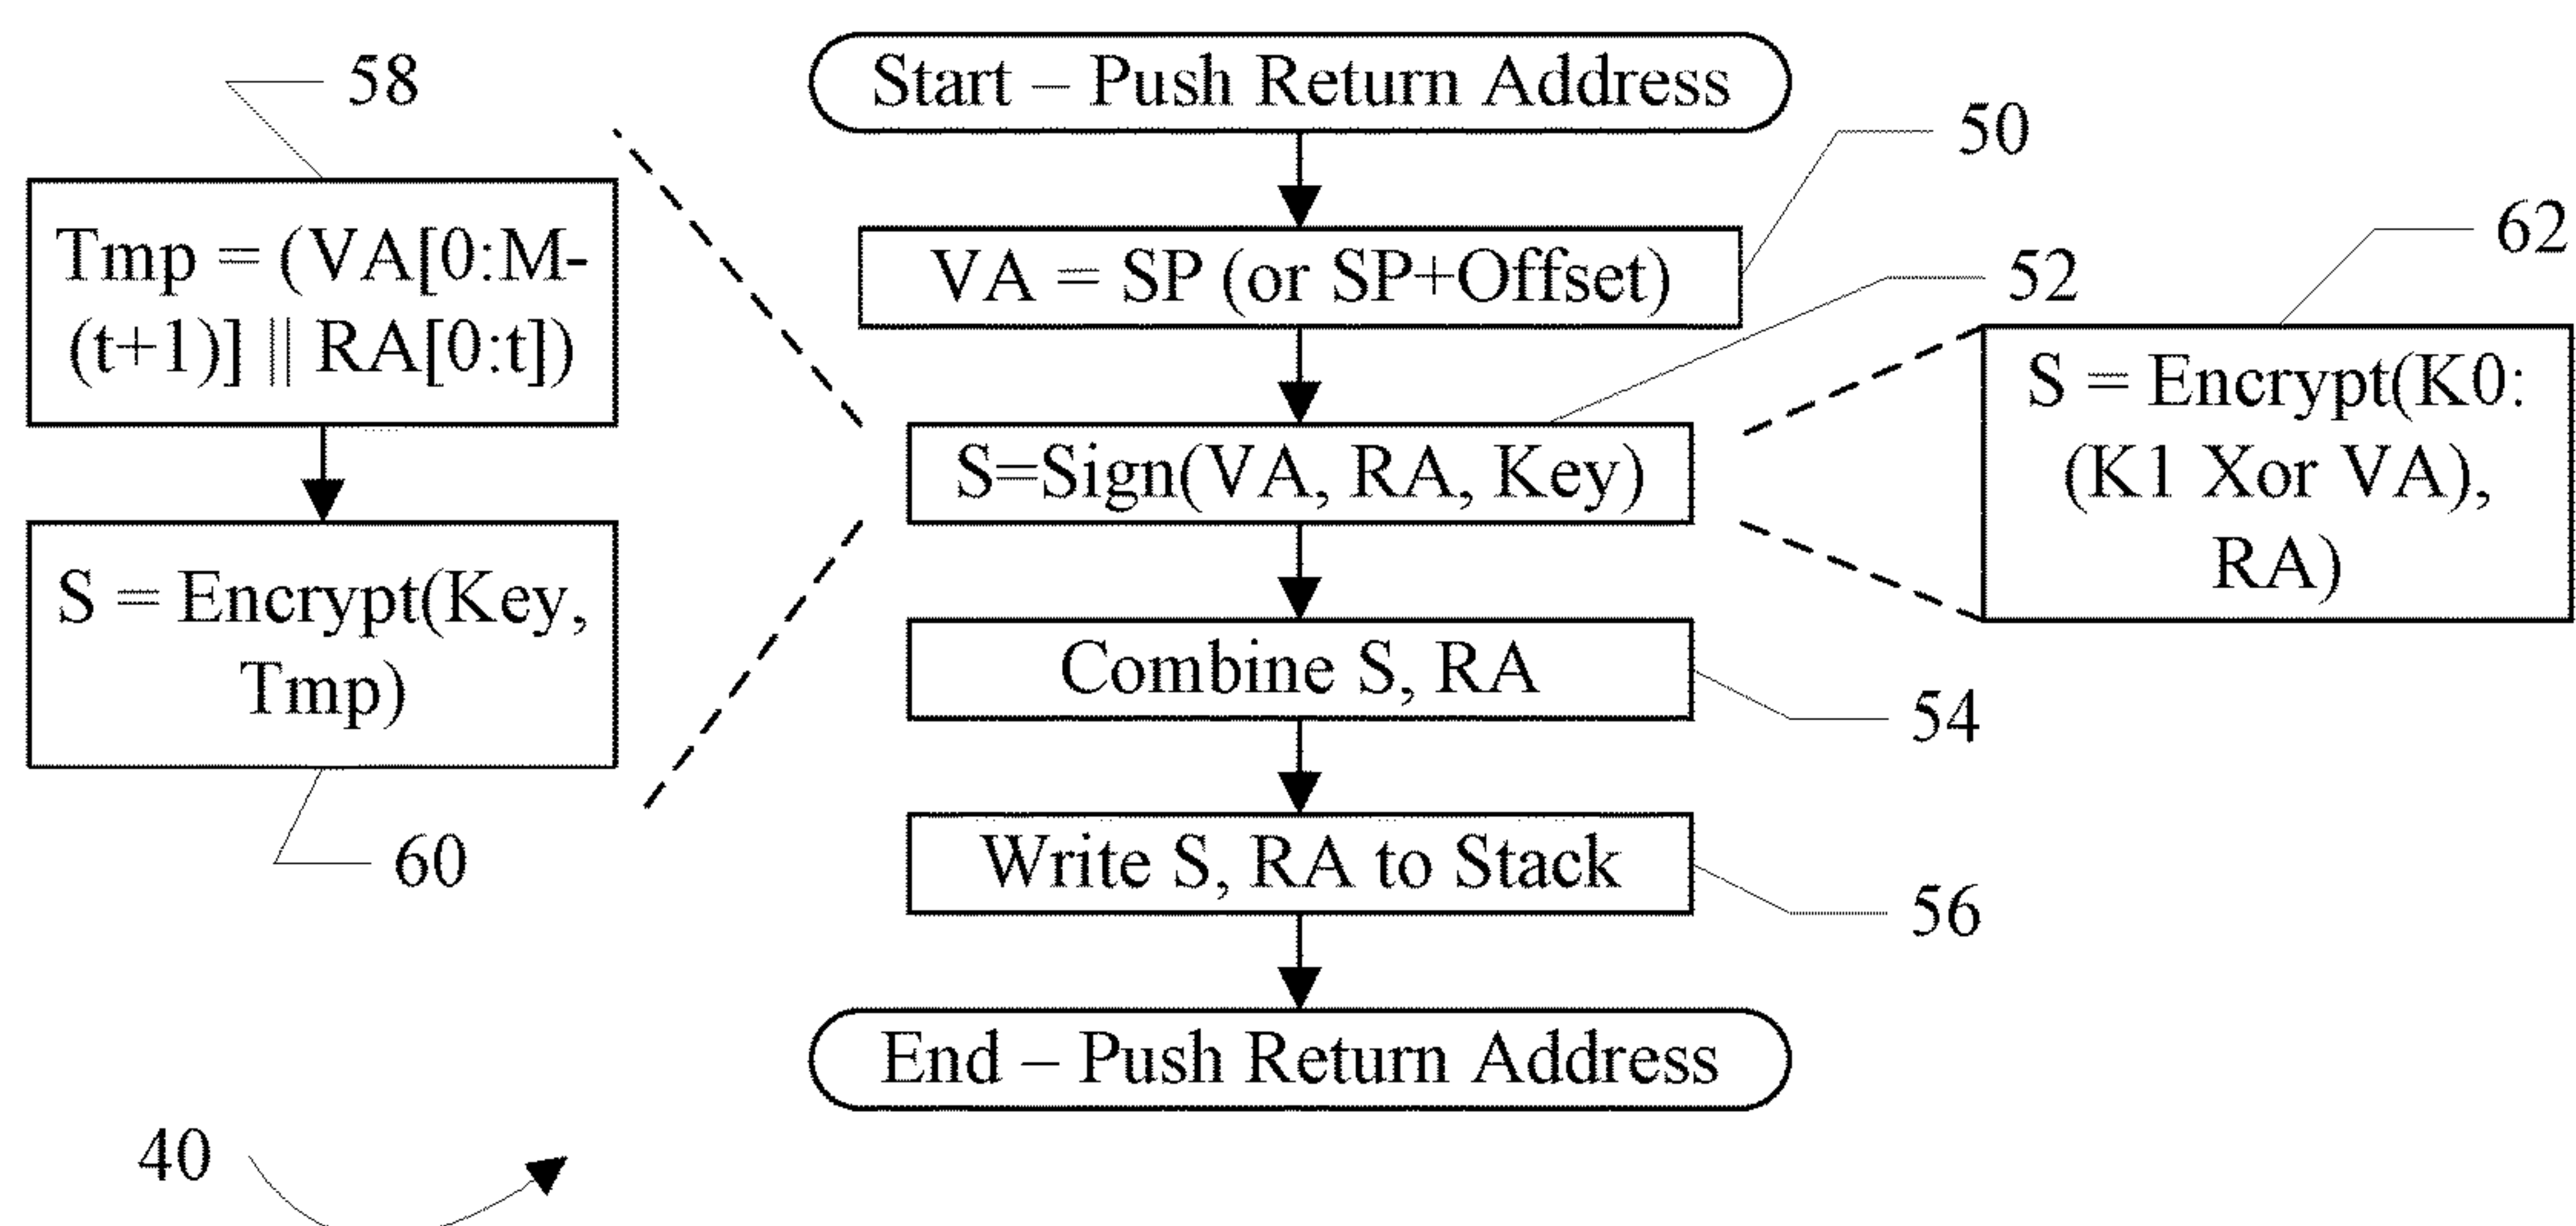 58
Start – Push Return Address
50
Tmp = (VA[0:M-
(t+1)] || RA[0:t])
VA = SP (or SP+Offset)
52
62
S = Encrypt(Key,
Tmp)
S=Sign(VA, RA, Key)
S = Encrypt(K0:
(K1 Xor VA),
RA)
Combine S, RA
54
60
Write S, RA to Stack
56
End – Push Return Address
40